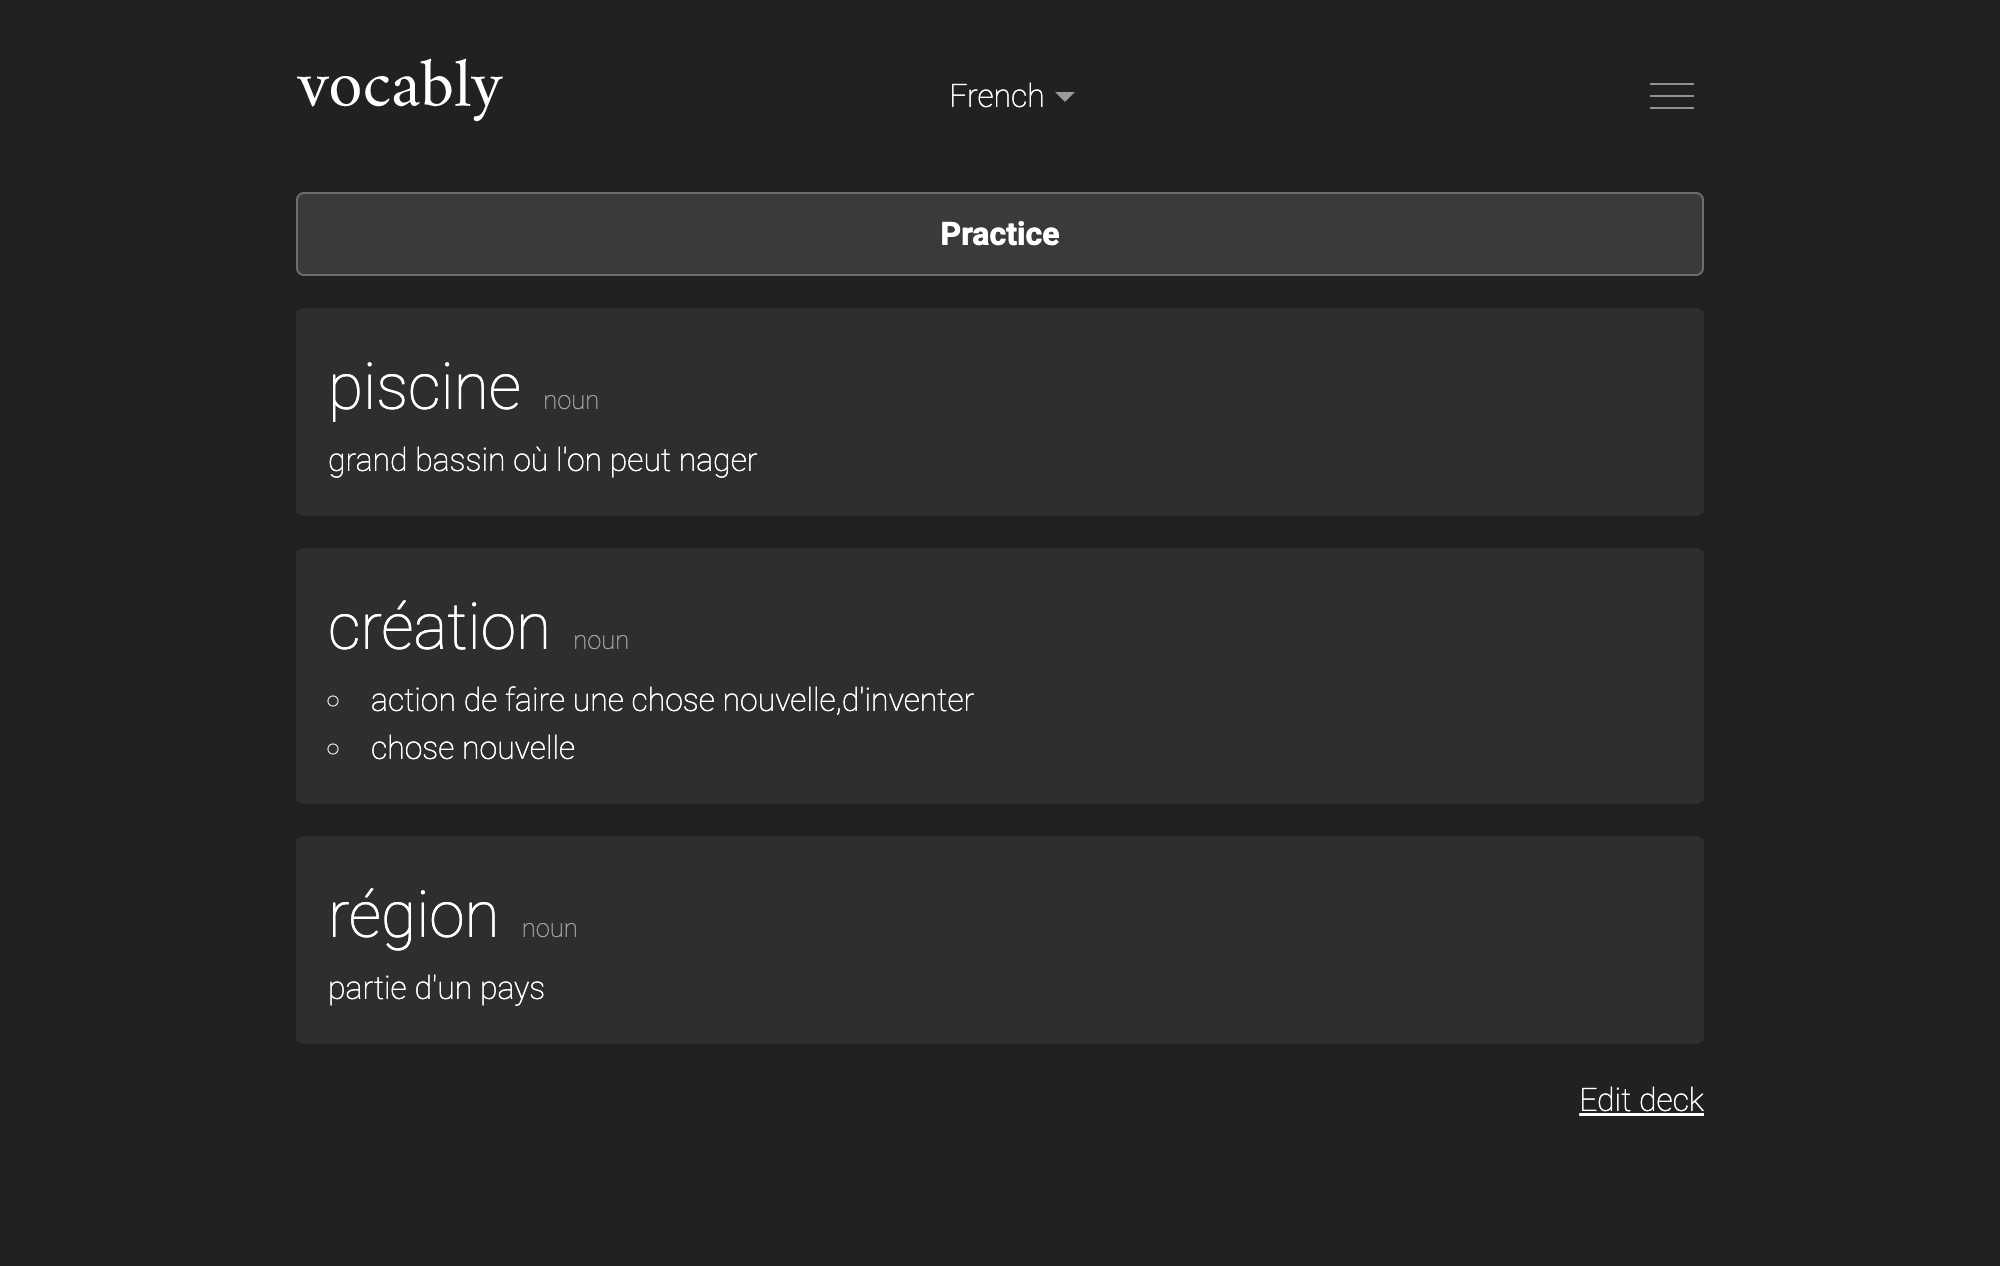 vocably
French
Practice
piscine noun
grand bassin où l'on peut nager
création noun
action de faire une chose nouvelle,d'inventer
chose nouvelle
région noun
partie d'un pays
Edit deck